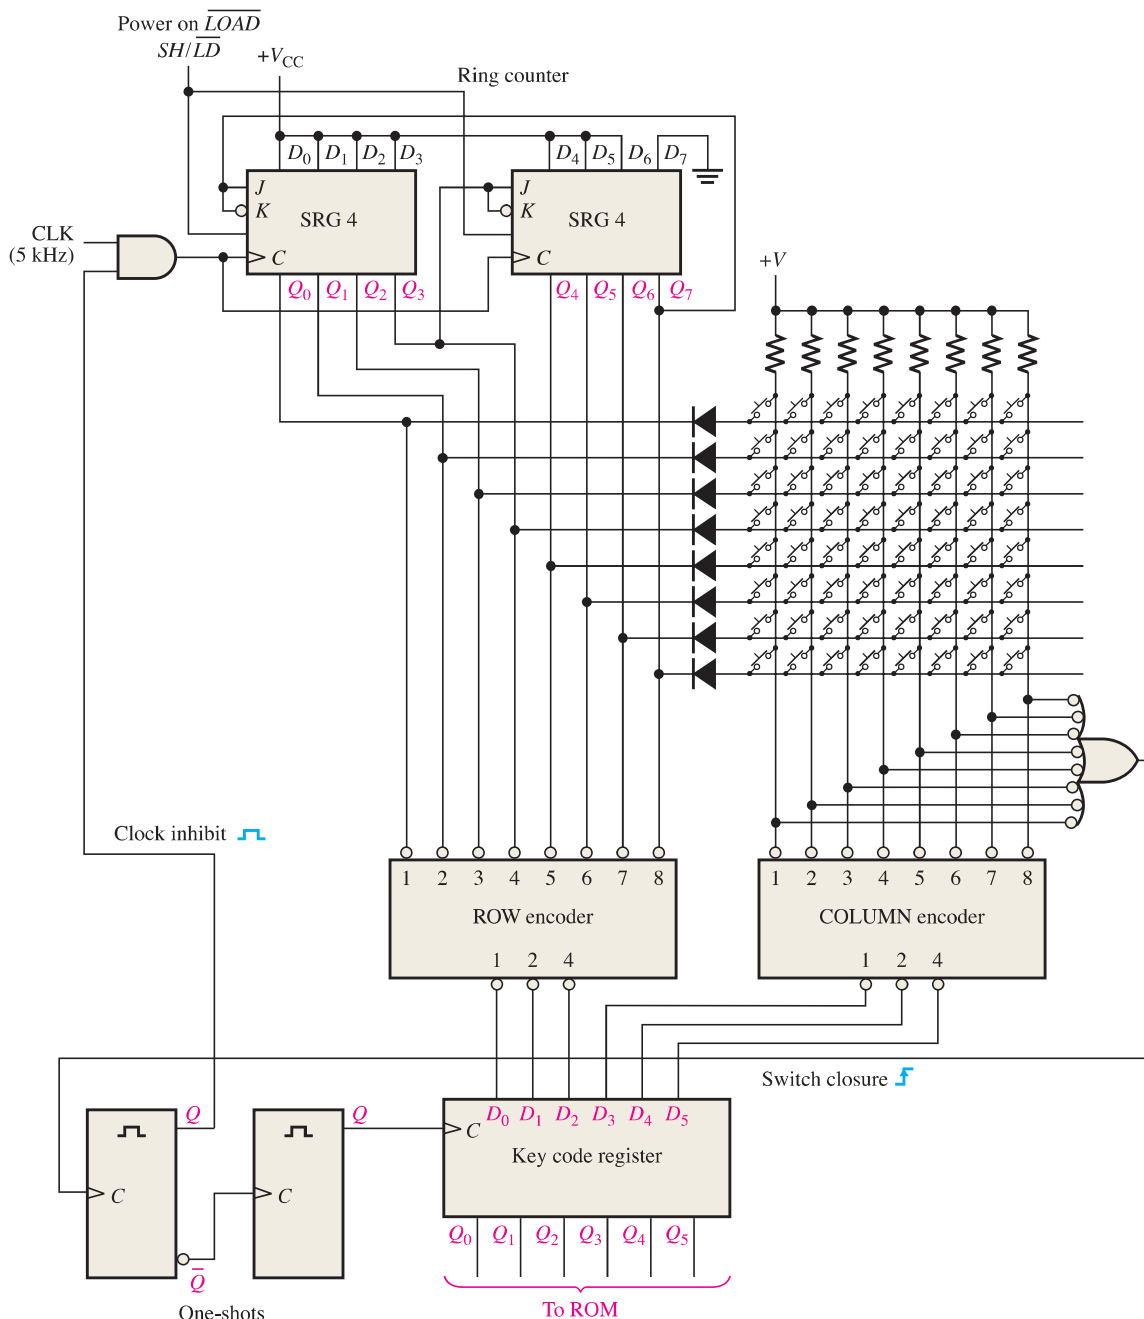 Power on L̅O̅A̅D̅
SH/L̅D̅
+V_CC
Ring counter
D₀ D₁ D₂ D₃
D₄ D₅ D₆ D₇
J
K
SRG 4
C
J
K
SRG 4
C
CLK
(5 kHz)
Q₀ Q₁ Q₂ Q₃
Q₄ Q₅ Q₆ Q₇
+V
Clock inhibit
1 2 3 4 5 6 7 8
ROW encoder
1 2 4
1 2 3 4 5 6 7 8
COLUMN encoder
1 2 4
Switch closure
Q
C
Q̅
Q
C
One-shots
D₀ D₁ D₂ D₃ D₄ D₅
C
Key code register
Q₀ Q₁ Q₂ Q₃ Q₄ Q₅
To ROM